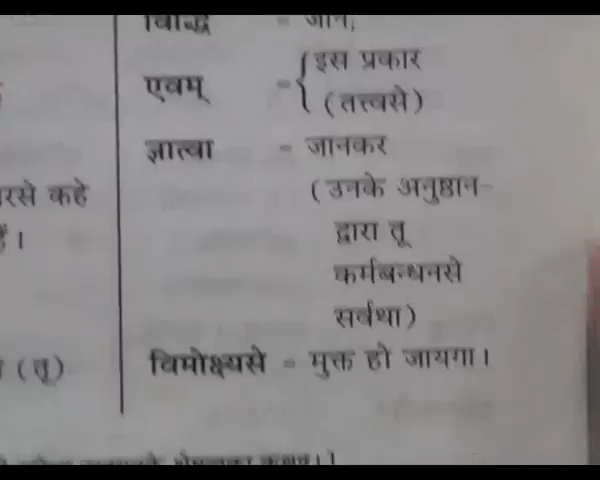 विद्धि = जान;
एवम् = { इस प्रकार
(तत्त्वसे)
ज्ञात्वा = जानकर
रसे कहे (उनके अनुष्ठान-
हैं। द्वारा तू
कर्मबन्धनसे
सर्वथा)
(तू) विमोक्ष्यसे = मुक्त हो जायगा।